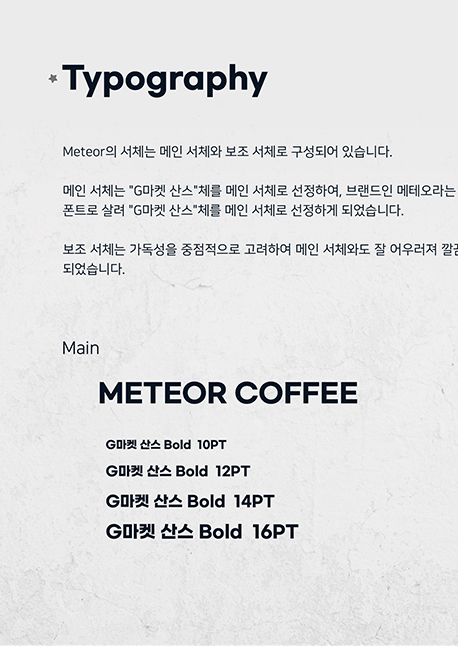 Typography
Meteor의 서체는 메인 서체와 보조 서체로 구성되어 있습니다.
메인 서체는 "G마켓 산스"체를 메인 서체로 선정하여, 브랜드인 메테오라는
폰트로 살려 "G마켓 산스"체를 메인 서체로 선정하게 되었습니다.
보조 서체는 가독성을 중점적으로 고려하여 메인 서체와도 잘 어우러져
되었습니다.
Main
METEOR COFFEE
G마켓 산스 Bold 10PT
G마켓 산스 Bold 12PT
G마켓 산스 Bold 14PT
G마켓 산스 Bold 16PT